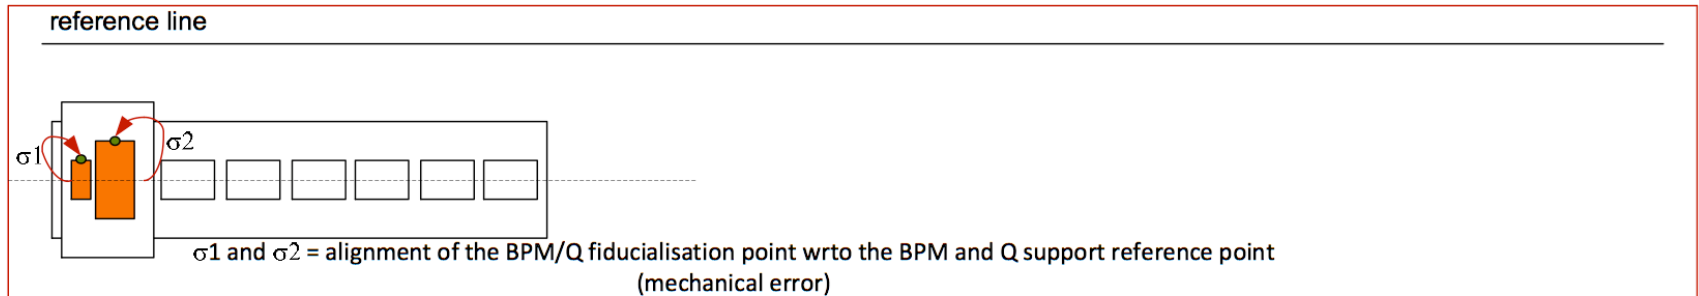 reference line
σ1
σ2
σ1 and σ2 = alignment of the BPM/Q fiducialisation point wrto the BPM and Q support reference point
(mechanical error)